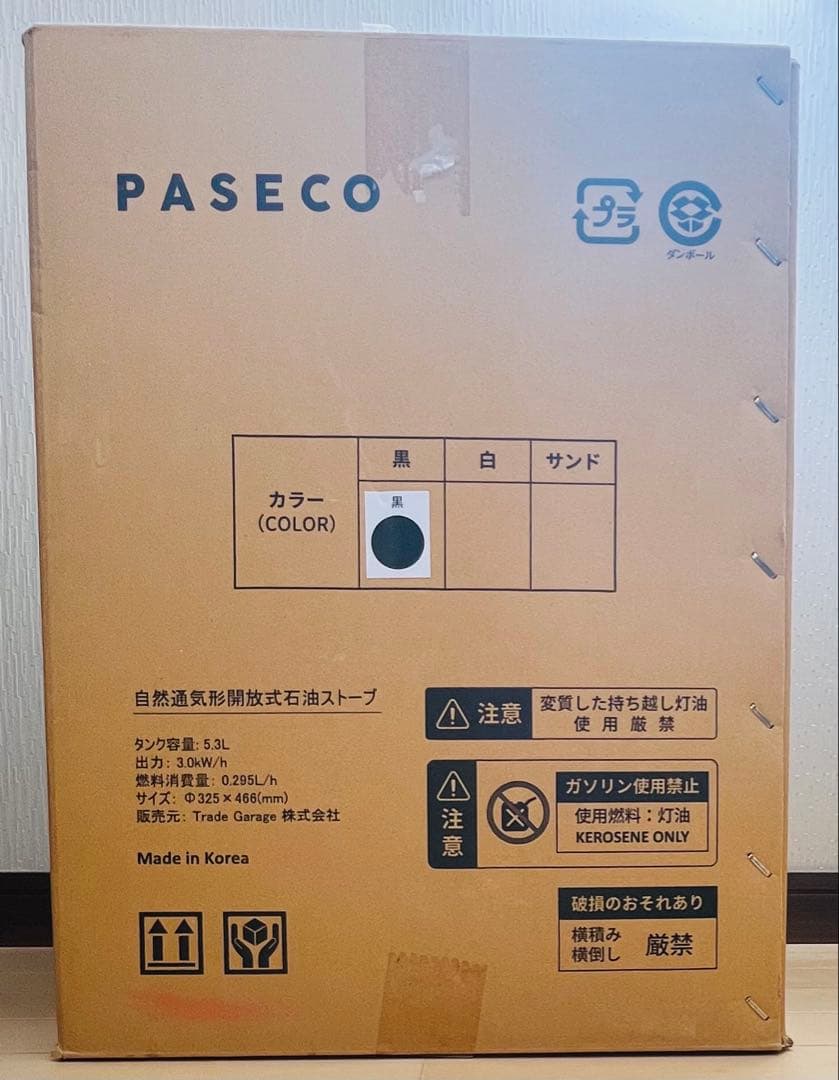 PASECO
プラ
ダンボール
黒 白 サンド
カラー
(COLOR)
黒
自然通気形開放式石油ストーブ
タンク容量: 5.3L
出力: 3.0kW/h
燃料消費量: 0.295L/h
サイズ: Φ325×466(mm)
販売元: Trade Garage 株式会社
Made in Korea
注意
変質した持ち越し灯油
使用厳禁
注意
ガソリン使用禁止
使用燃料：灯油
KEROSENE ONLY
破損のおそれあり
横積み
横倒し
厳禁